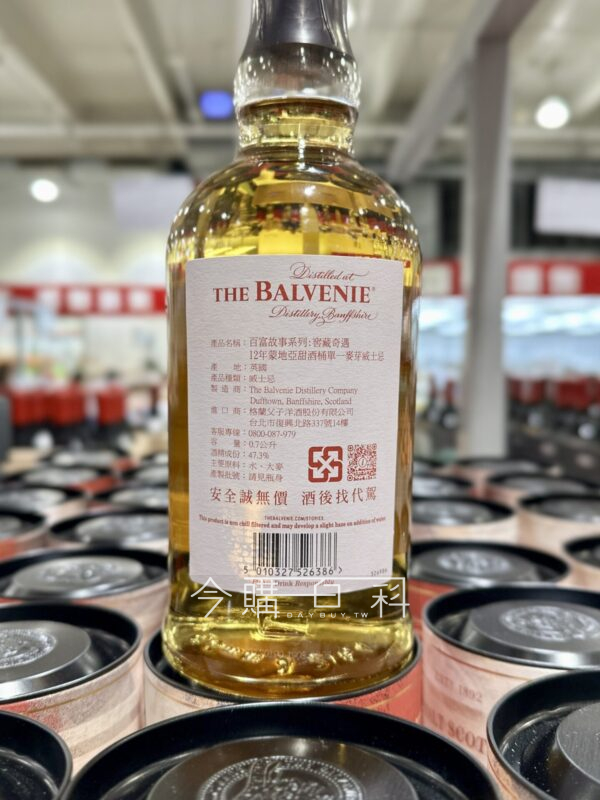 Distilled at
THE BALVENIE®
Distillery, Banffshire
產品名稱：百富故事系列:窖藏奇遇
12年蒙地亞甜酒桶單一麥芽威士忌
產地：英國
產品種類：威士忌
製造商：The Balvenie Distillery Company
Dufftown, Banffshire, Scotland
進口商：格蘭父子洋酒股份有限公司
台北市復興北路337號14樓
客服專線：0800-087-979
容量：0.7公升
酒精成份：47.3%
主要原料：水、大麥
產製批號：請見瓶身
安全誠無價 酒後找代駕
THEBALVENIE.COM/STORIES
This product is non chill filtered and may develop a slight haze on addition of water.
5 010327 526386 >
Drink Responsibly
今購百科
BAYBUY.TW
EST 1892